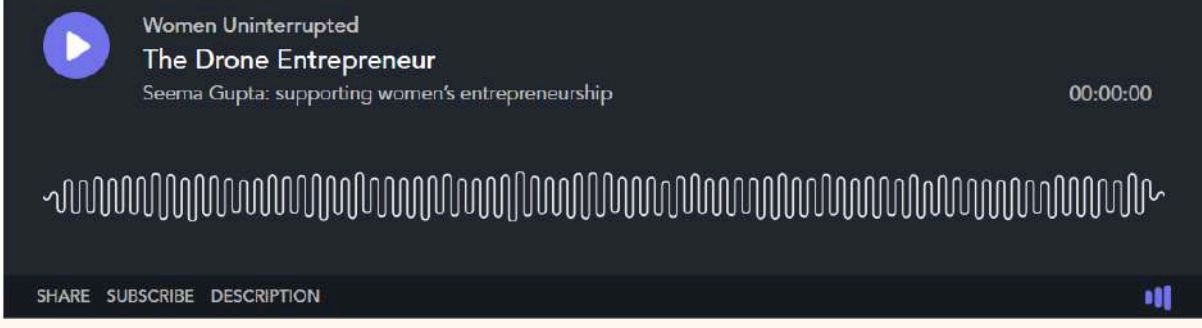 Women Uninterrupted
The Drone Entrepreneur
Seema Gupta: supporting women's entrepreneurship
00:00:00
SHARE SUBSCRIBE DESCRIPTION